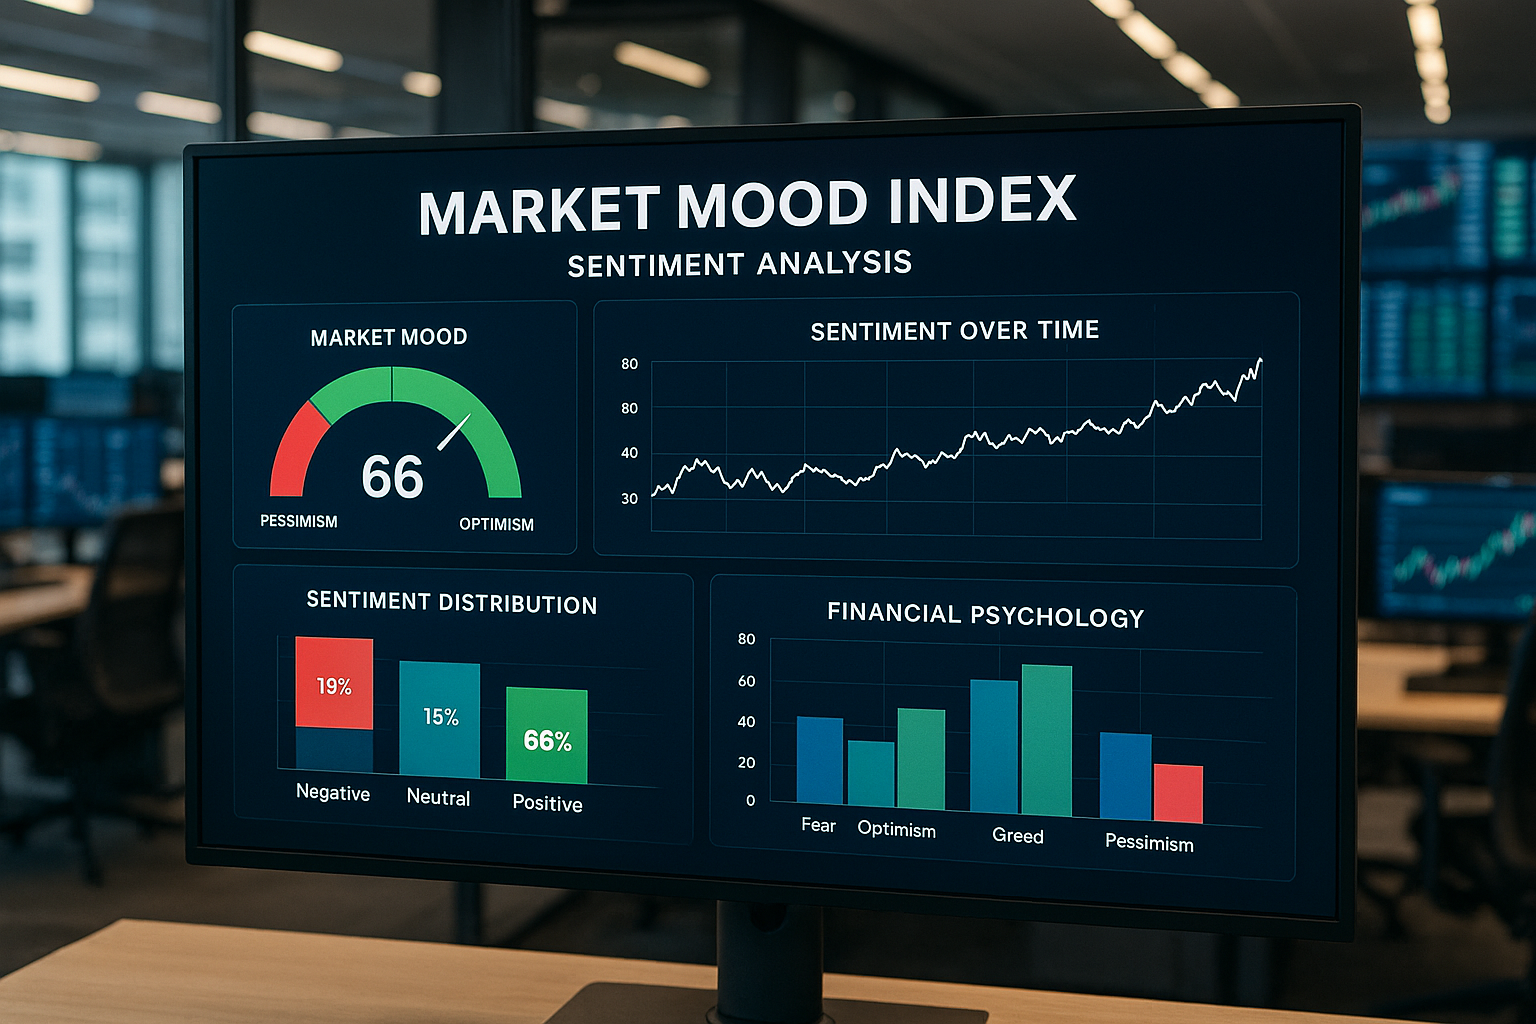 MARKET MOOD INDEX
SENTIMENT ANALYSIS
MARKET MOOD
66
PESSIMISM
OPTIMISM
SENTIMENT OVER TIME
80
80
40
30
SENTIMENT DISTRIBUTION
19%
15%
66%
Negative
Neutral
Positive
FINANCIAL PSYCHOLOGY
80
60
40
20
0
Fear
Optimism
Greed
Pessimism